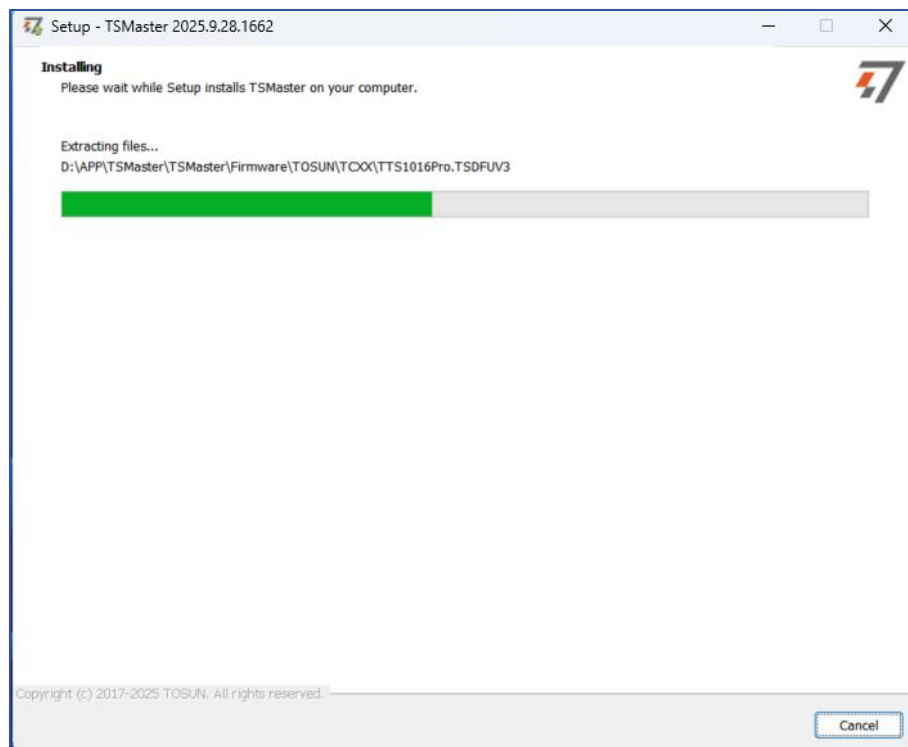 Setup - TSMaster 2025.9.28.1662
Installing
Please wait while Setup installs TSMaster on your computer.
Extracting files...
D:\APP\TSMaster\TSMaster\Firmware\TOSUN\TCXX\TTS1016Pro.TSDFUV3
Copyright (c) 2017-2025 TOSUN. All rights reserved.
Cancel